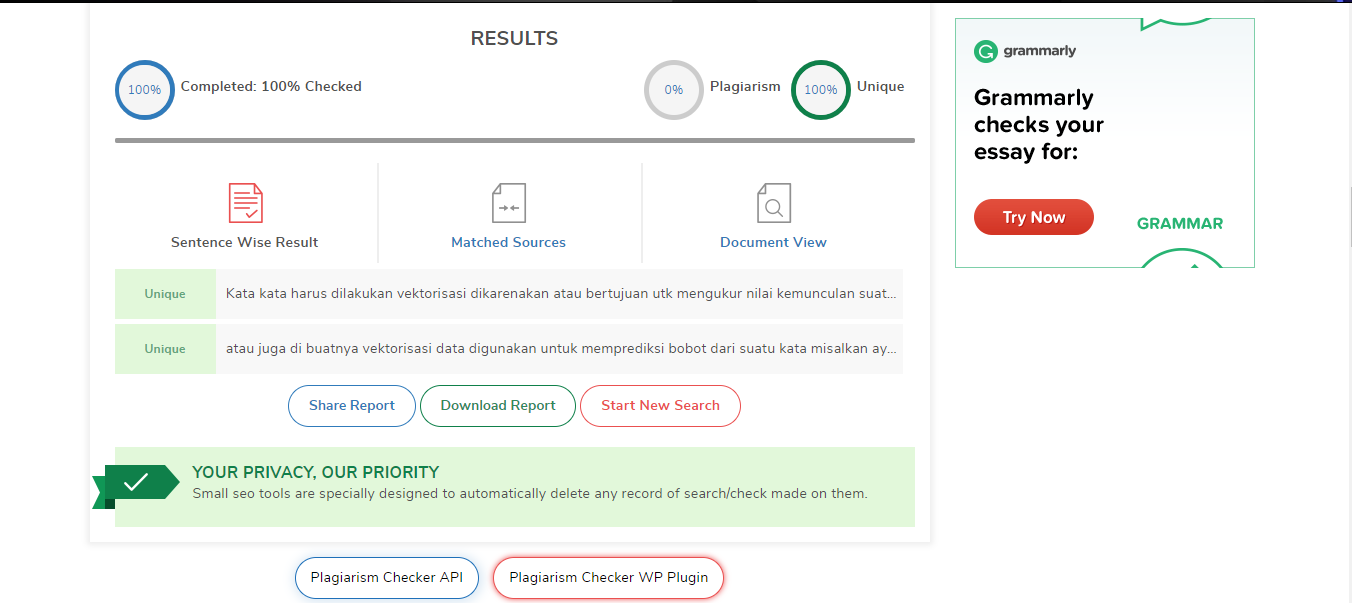 RESULTS
100%
Completed: 100% Checked
0%
Plagiarism
100%
Unique
Sentence Wise Result
Matched Sources
Document View
Unique
Kata kata harus dilakukan vektorisasi dikarenakan atau bertujuan utk mengukur nilai kemunculan suat...
Unique
atau juga di buatnya vektorisasi data digunakan untuk memprediksi bobot dari suatu kata misalkan ay...
Share Report
Download Report
Start New Search
YOUR PRIVACY, OUR PRIORITY
Small seo tools are specially designed to automatically delete any record of search/check made on them.
Plagiarism Checker API
Plagiarism Checker WP Plugin
grammarly
Grammarly
checks your
essay for:
Try Now
GRAMMAR